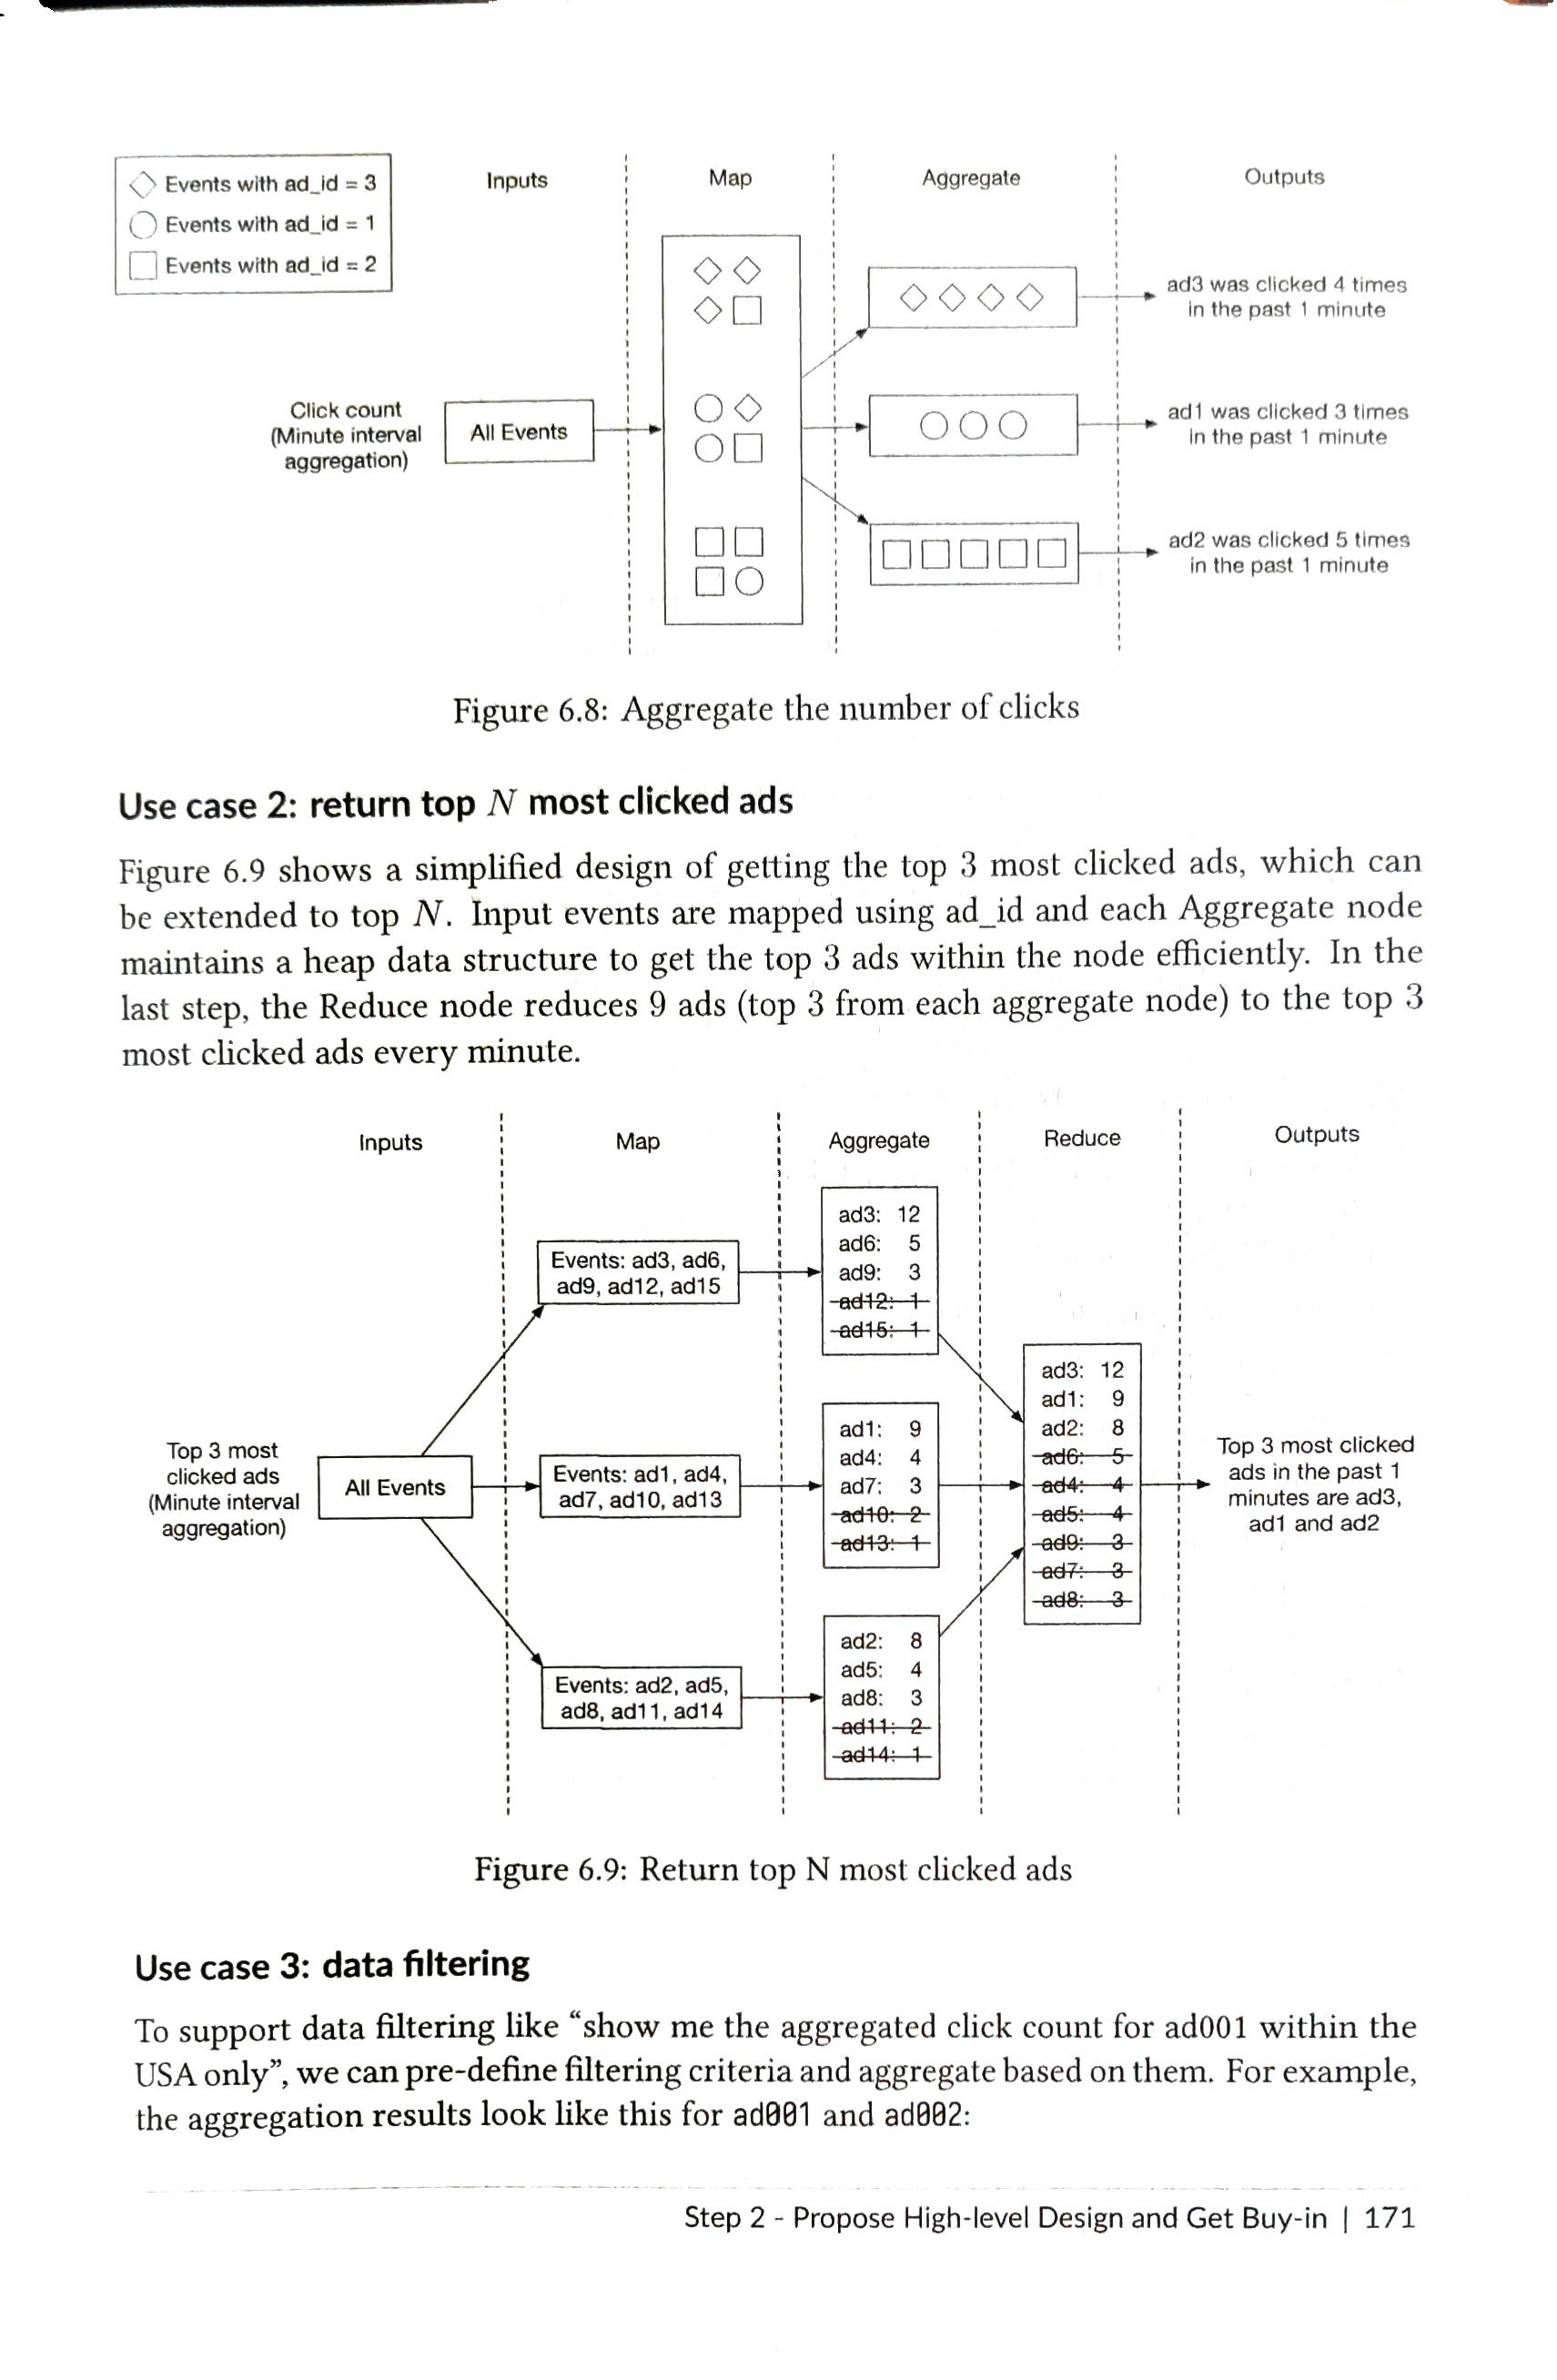 Events with ad_id = 3
Events with ad_id = 1
Events with ad_id = 2
Inputs
Map
Aggregate
Outputs
Click count
(Minute interval
aggregation)
All Events
ad3 was clicked 4 times
in the past 1 minute
ad1 was clicked 3 times
in the past 1 minute
ad2 was clicked 5 times
in the past 1 minute
Figure 6.8: Aggregate the number of clicks
Use case 2: return top N most clicked ads
Figure 6.9 shows a simplified design of getting the top 3 most clicked ads, which can
be extended to top N. Input events are mapped using ad_id and each Aggregate node
maintains a heap data structure to get the top 3 ads within the node efficiently. In the
last step, the Reduce node reduces 9 ads (top 3 from each aggregate node) to the top 3
most clicked ads every minute.
Inputs
Map
Aggregate
Reduce
Outputs
Top 3 most
clicked ads
(Minute interval
aggregation)
All Events
Events: ad3, ad6,
ad9, ad12, ad15
Events: ad1, ad4,
ad7, ad10, ad13
Events: ad2, ad5,
ad8, ad11, ad14
ad3: 12
ad6: 5
ad9: 3
ad12: 1
ad15: 1
ad1: 9
ad4: 4
ad7: 3
ad10: 2
ad13: 1
ad2: 8
ad5: 4
ad8: 3
ad11: 2
ad14: 1
ad3: 12
ad1: 9
ad2: 8
ad6: 5
ad4: 4
ad5: 4
ad9: 3
ad7: 3
ad8: 3
Top 3 most clicked
ads in the past 1
minutes are ad3,
ad1 and ad2
Figure 6.9: Return top N most clicked ads
Use case 3: data filtering
To support data filtering like “show me the aggregated click count for ad001 within the
USA only”, we can pre-define filtering criteria and aggregate based on them. For example,
the aggregation results look like this for ad001 and ad002:
Step 2 - Propose High-level Design and Get Buy-in | 171